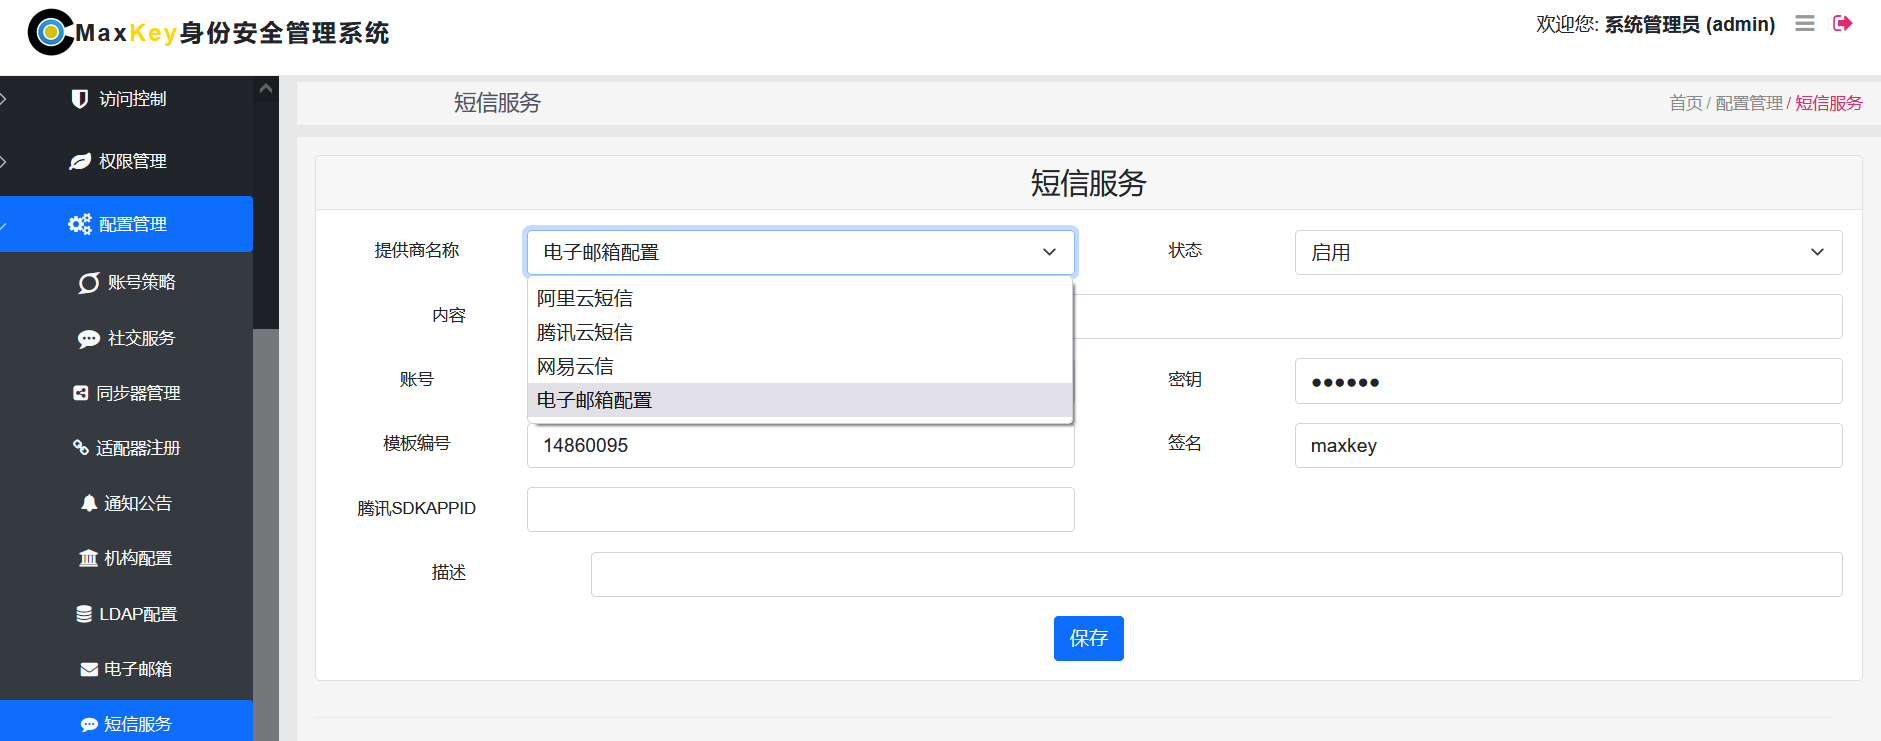 MaxKey身份安全管理系统
欢迎您: 系统管理员 (admin)
访问控制
权限管理
配置管理
账号策略
社交服务
同步器管理
适配器注册
通知公告
机构配置
LDAP配置
电子邮箱
短信服务
短信服务
首页 / 配置管理 / 短信服务
短信服务
提供商名称
电子邮箱配置
状态
启用
阿里云短信
腾讯云短信
网易云信
电子邮箱配置
内容
账号
密钥
●●●●●●
模板编号
14860095
签名
maxkey
腾讯SDKAPPID
描述
保存